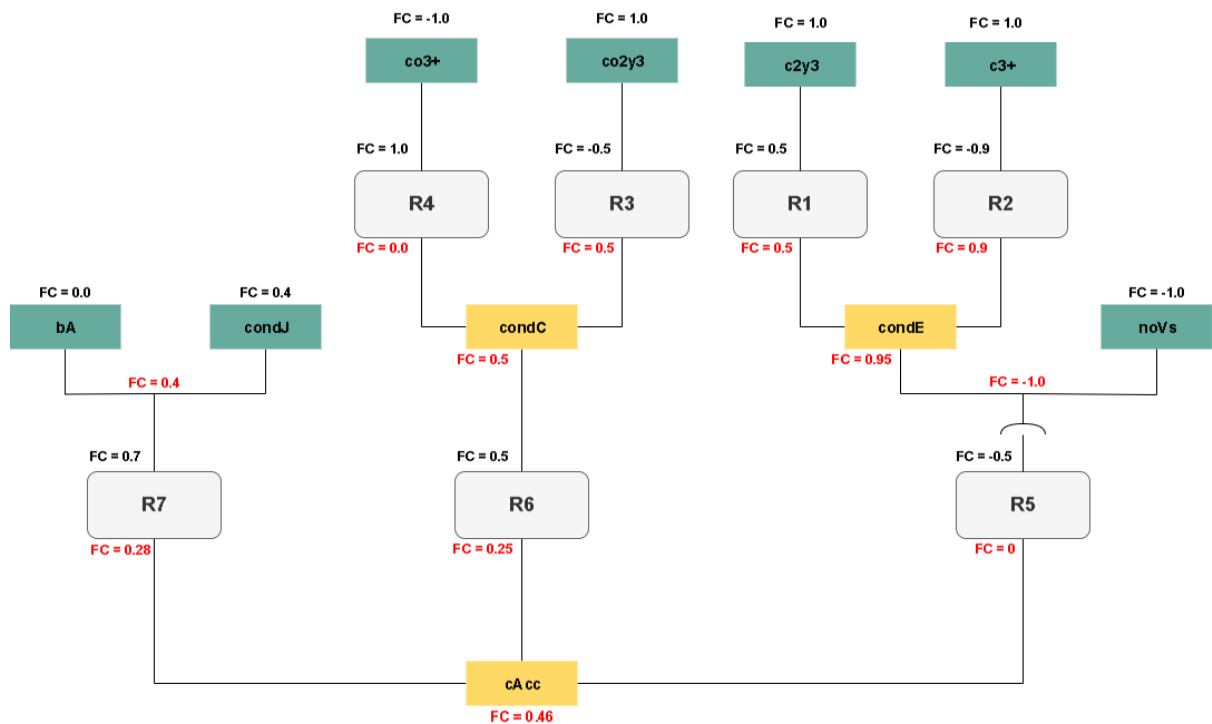 FC = -1.0
FC = 1.0
FC = 1.0
FC = 1.0
co3+
co2y3
c2y3
c3+
FC = 1.0
FC = -0.5
FC = 0.5
FC = -0.9
R4
R3
R1
R2
FC = 0.0
FC = 0.5
FC = 0.5
FC = 0.9
FC = 0.0
FC = 0.4
FC = -1.0
bA
condJ
condC
condE
noVs
FC = 0.5
FC = 0.95
FC = 0.4
FC = -1.0
FC = 0.7
FC = 0.5
FC = -0.5
R7
R6
R5
FC = 0.28
FC = 0.25
FC = 0
cAcc
FC = 0.46